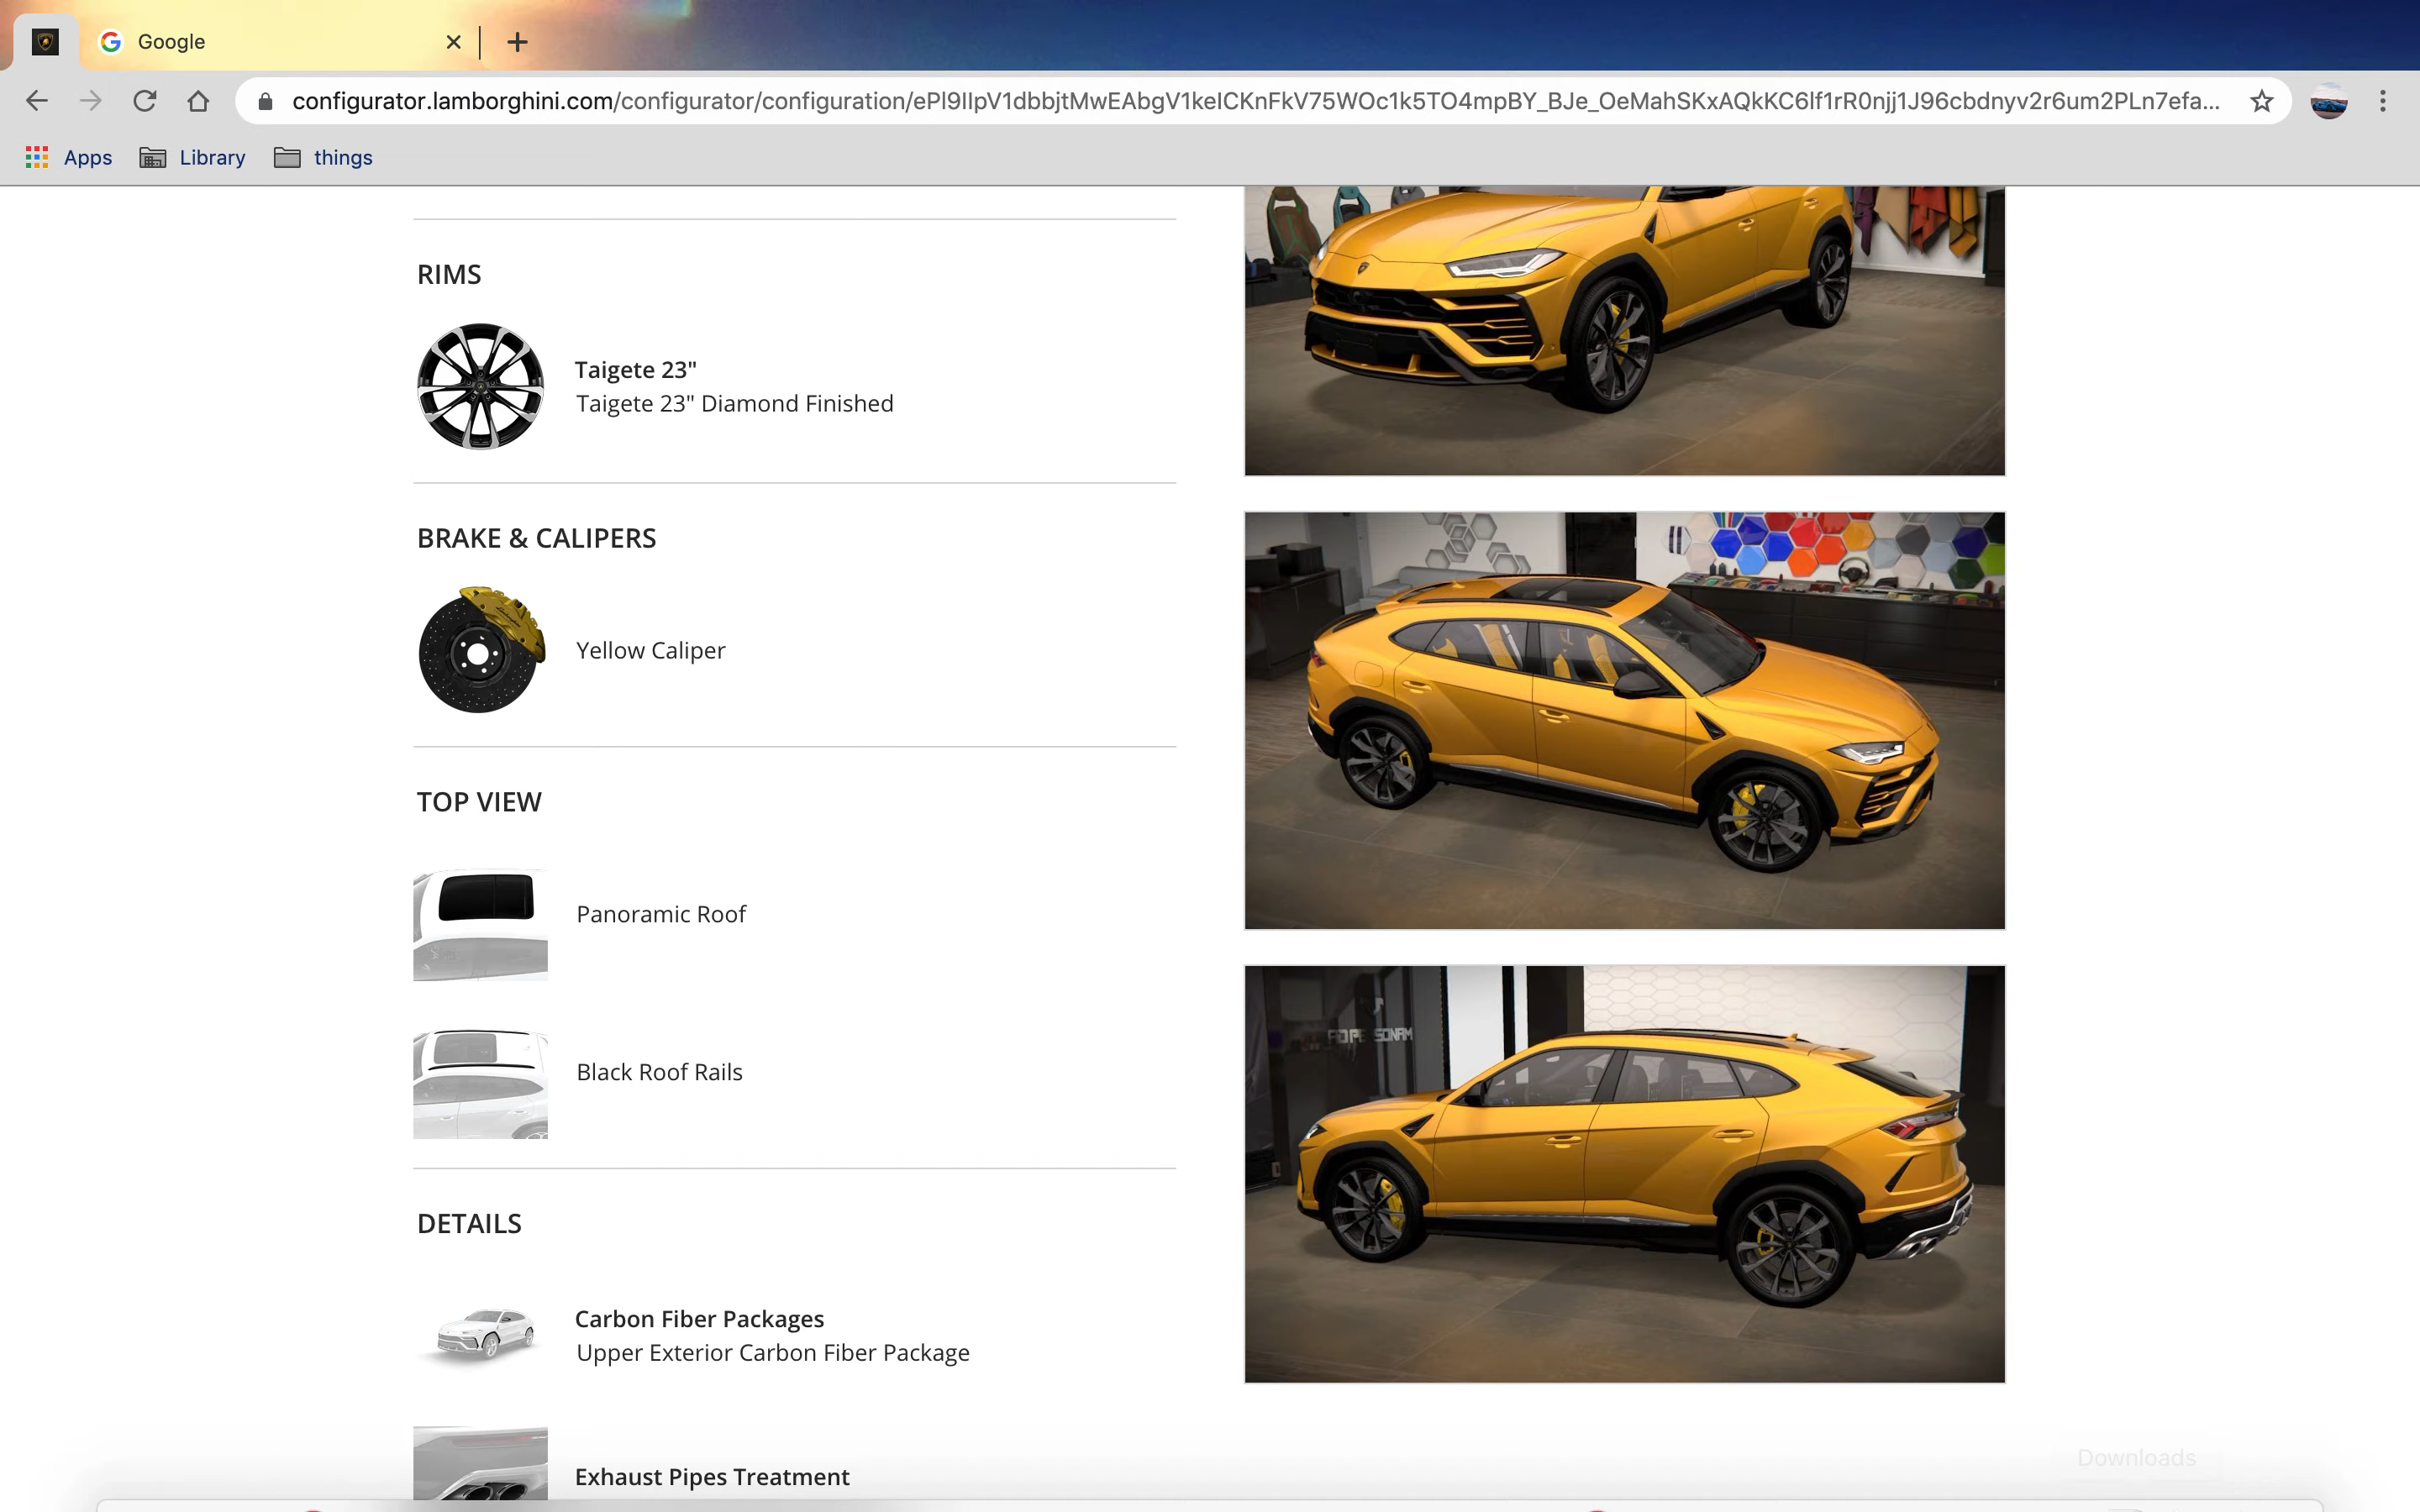 Google
configurator.lamborghini.com/configurator/configuration/ePl9IIpV1dbbjtMwEAbgV1keICKnFkV75WOc1k5TO4mpBY_BJe_OeMahSKxAQkKC6lf1rR0njj1J96cbdnyv2r6um2PLn7efa...
Apps
Library
things
RIMS
Taigete 23"
Taigete 23" Diamond Finished
BRAKE & CALIPERS
Yellow Caliper
TOP VIEW
Panoramic Roof
Black Roof Rails
DETAILS
Carbon Fiber Packages
Upper Exterior Carbon Fiber Package
Exhaust Pipes Treatment
Downloads